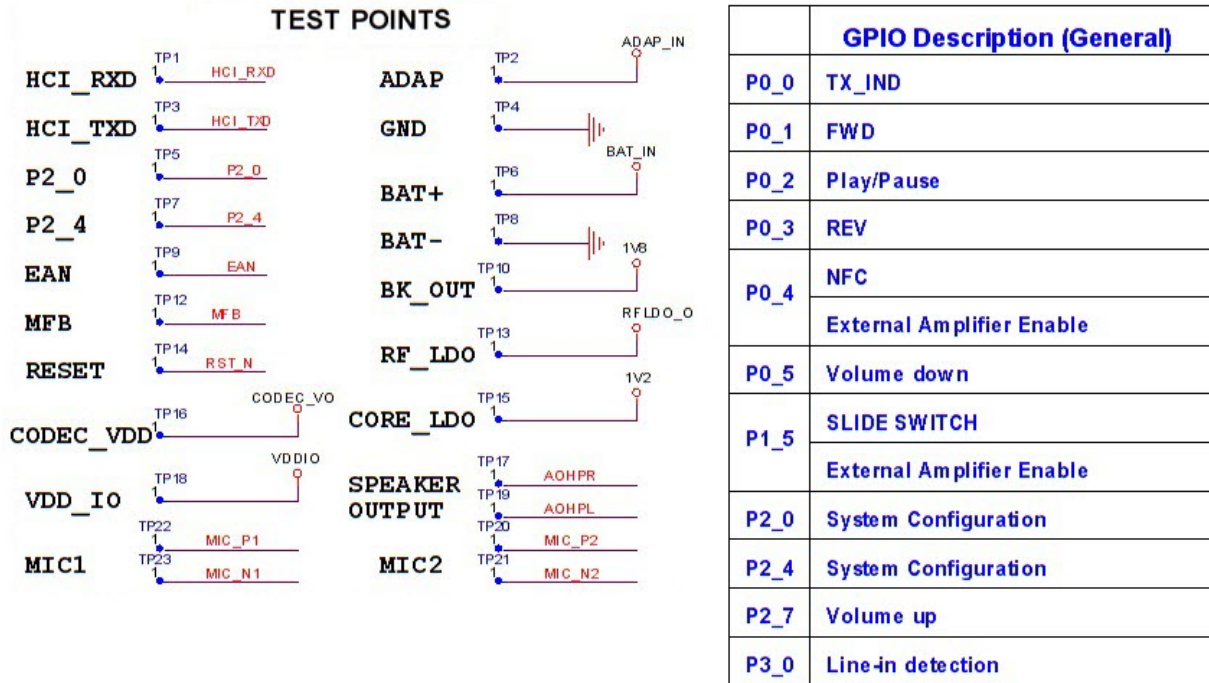 TEST POINTS
HCI_RXD TP1 1 HCI_RXD
HCI_TXD TP3 1 HCI_TXD
P2_0 TP5 1 P2_0
P2_4 TP7 1 P2_4
EAN TP9 1 EAN
MFB TP12 1 MFB
RESET TP14 1 RST_N
CODEC_VDD TP16 1 CODEC_VO
VDD_IO TP18 1 VDDIO
MIC1 TP22 1 MIC_P1
TP23 1 MIC_N1
ADAP TP2 1 ADAP_IN
GND TP4 1
BAT+ TP6 1 BAT_IN
BAT- TP8 1
BK_OUT TP10 1 1V8
RF_LDO TP13 1 RFLDO_O
CORE_LDO TP15 1 1V2
SPEAKER TP17 1 AOHPR
OUTPUT TP19 1 AOHPL
MIC2 TP20 1 MIC_P2
TP21 1 MIC_N2
GPIO Description (General)
P0_0 TX_IND
P0_1 FWD
P0_2 Play/Pause
P0_3 REV
P0_4 NFC
External Amplifier Enable
P0_5 Volume down
P1_5 SLIDE SWITCH
External Amplifier Enable
P2_0 System Configuration
P2_4 System Configuration
P2_7 Volume up
P3_0 Line-in detection